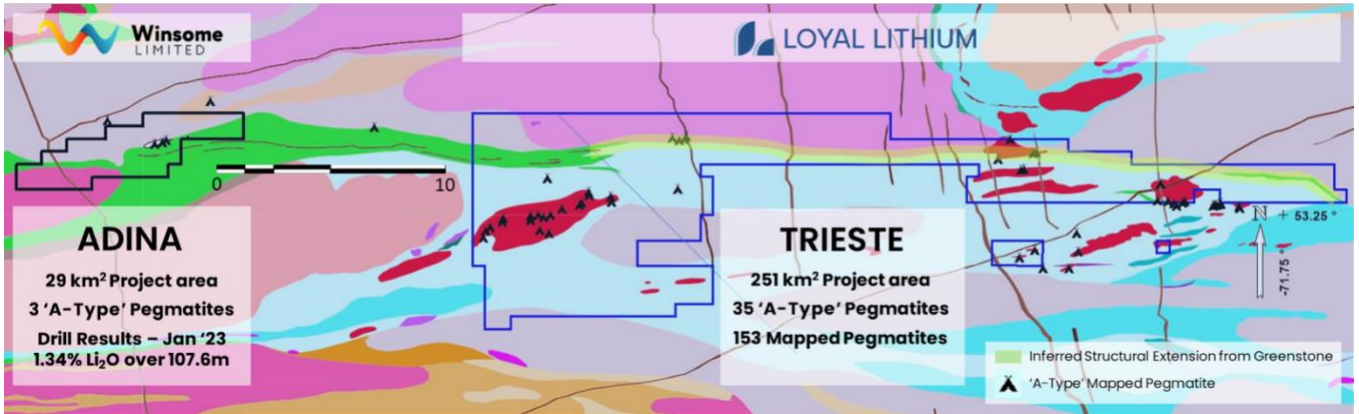 Winsome
LIMITED
LOYAL LITHIUM
0
10
ADINA
29 km² Project area
3 ‘A-Type’ Pegmatites
Drill Results – Jan ‘23
1.34% Li₂O over 107.6m
TRIESTE
251 km² Project area
35 ‘A-Type’ Pegmatites
153 Mapped Pegmatites
N + 53.25 °
-71.75 °
Inferred Structural Extension from Greenstone
‘A-Type’ Mapped Pegmatite